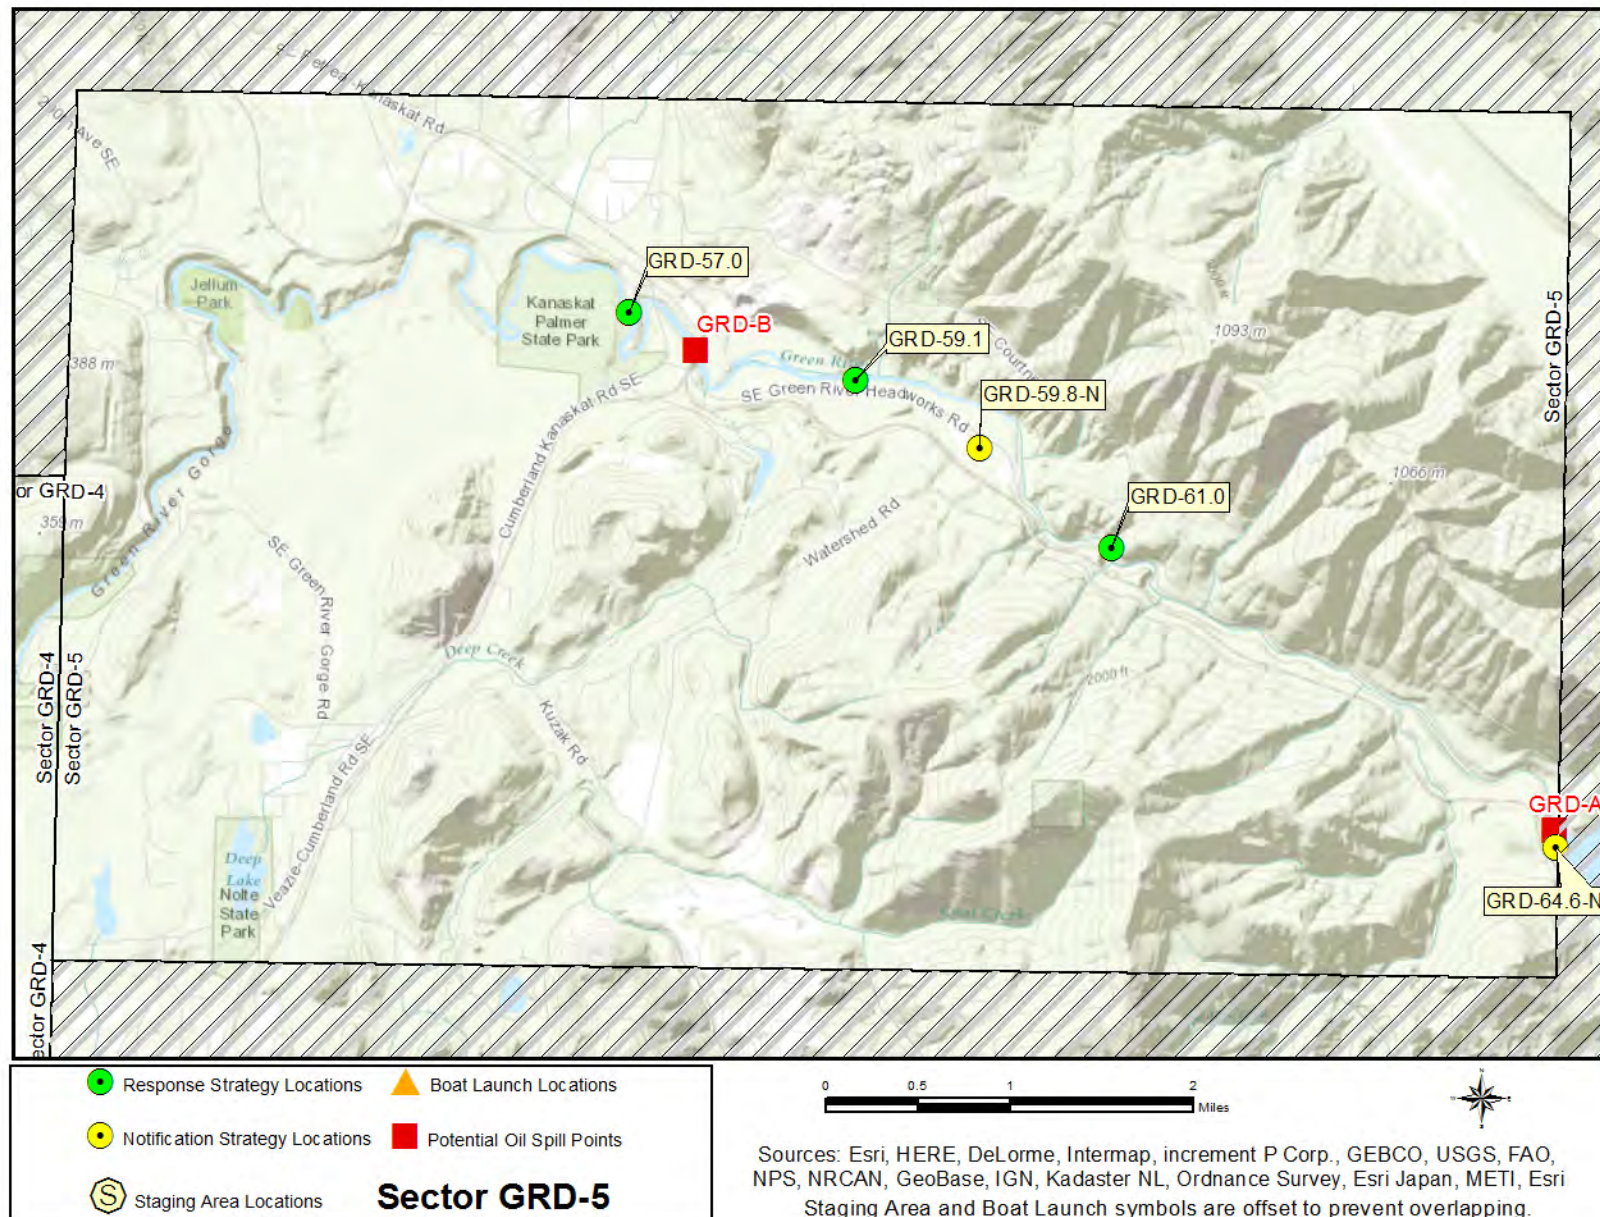 SE Retreat-Kanaskat Rd
Ave SE
GRD-57.0
Jellum
Park
Kanaskat
Palmer
State Park
GRD-B
GRD-59.1
2000 ft
1093 m
Sector GRD-5
388 m
Green River
SE Courtney
SE Green River Headworks Rd
GRD-59.8-N
Cumberland Kanaskat Rd SE
1066 m
or GRD-4
359 m
Green River Gorge
GRD-61.0
Watershed Rd
SE Green River Gorge Rd
Deep Creek
2000 ft
Sector GRD-4
Sector GRD-5
Kuzak Rd
Veazie-Cumberland Rd SE
GRD-A
Deep
Lake
Nolte
State
Park
GRD-64.6-N
ector GRD-4
Response Strategy Locations
Boat Launch Locations
Notification Strategy Locations
Potential Oil Spill Points
S
Staging Area Locations
Sector GRD-5
0 0.5 1 2
Miles
Sources: Esri, HERE, DeLorme, Intermap, increment P Corp., GEBCO, USGS, FAO,
NPS, NRCAN, GeoBase, IGN, Kadaster NL, Ordnance Survey, Esri Japan, METI, Esri
Staging Area and Boat Launch symbols are offset to prevent overlapping.